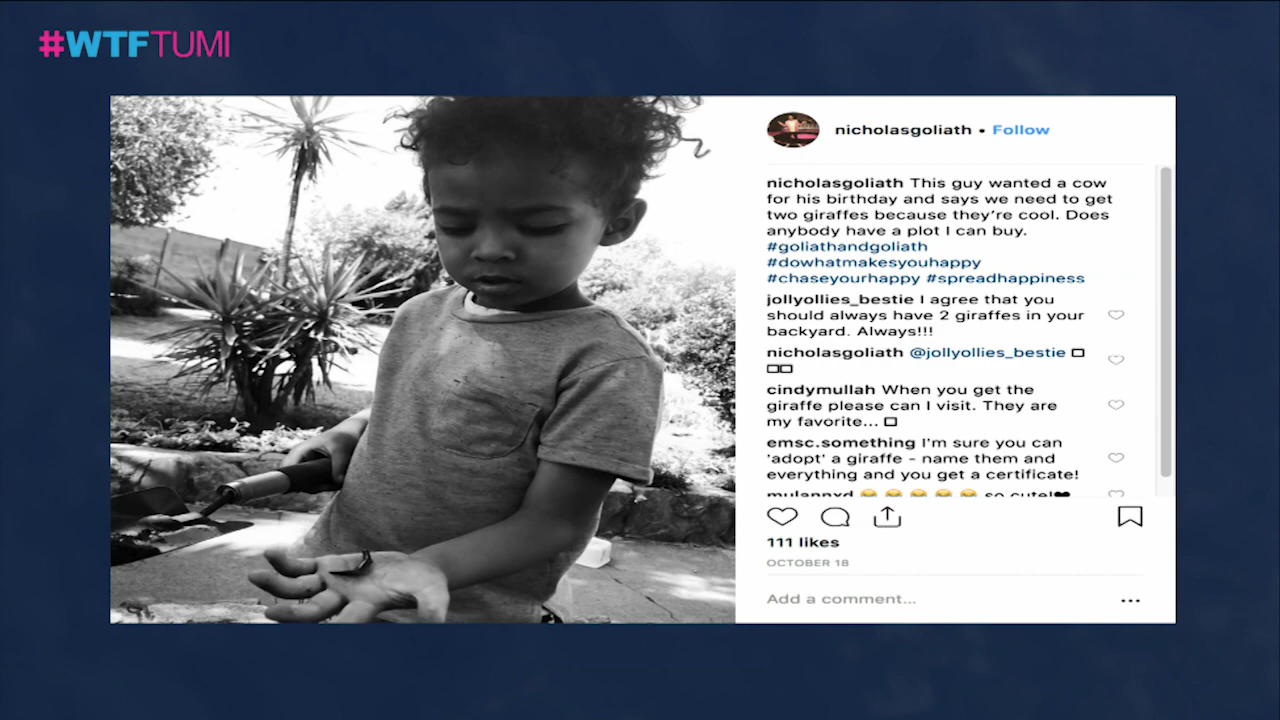 #WTFTUMI
nicholasgoliath • Follow
nicholasgoliath This guy wanted a cow
for his birthday and says we need to get
two giraffes because they're cool. Does
anybody have a plot I can buy.
#goliathandgoliath
#dowhatmakesyouhappy
#chaseyourhappy #spreadhappiness
jollyollies_bestie I agree that you
should always have 2 giraffes in your
backyard. Always!!!
nicholasgoliath @jollyollies_bestie
cindymullah When you get the
giraffe please can I visit. They are
my favorite...
emsc.something I'm sure you can
'adopt' a giraffe - name them and
everything and you get a certificate!
mulannxd 😂😂😂😂😂 so cute!❤
111 likes
OCTOBER 18
Add a comment...